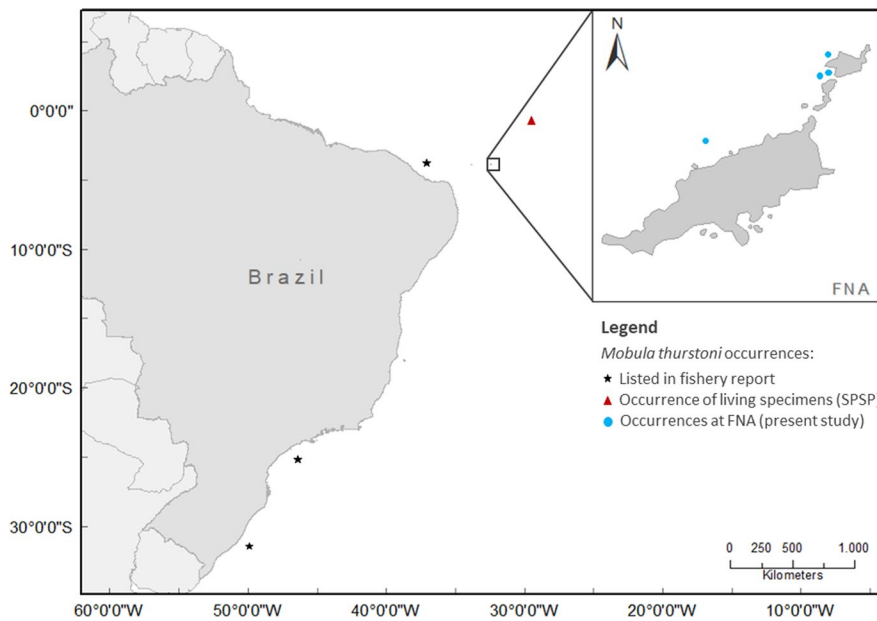 N
0°0'0"
10°0'0"S
20°0'0"S
30°0'0"S
Brazil
FNA
Legend
Mobula thurstoni occurrences:
Listed in fishery report
Occurrence of living specimens (SPSP)
Occurrences at FNA (present study)
0 250 500 1.000
Kilometers
60°0'0"W 50°0'0"W 40°0'0"W 30°0'0"W 20°0'0"W 10°0'0"W